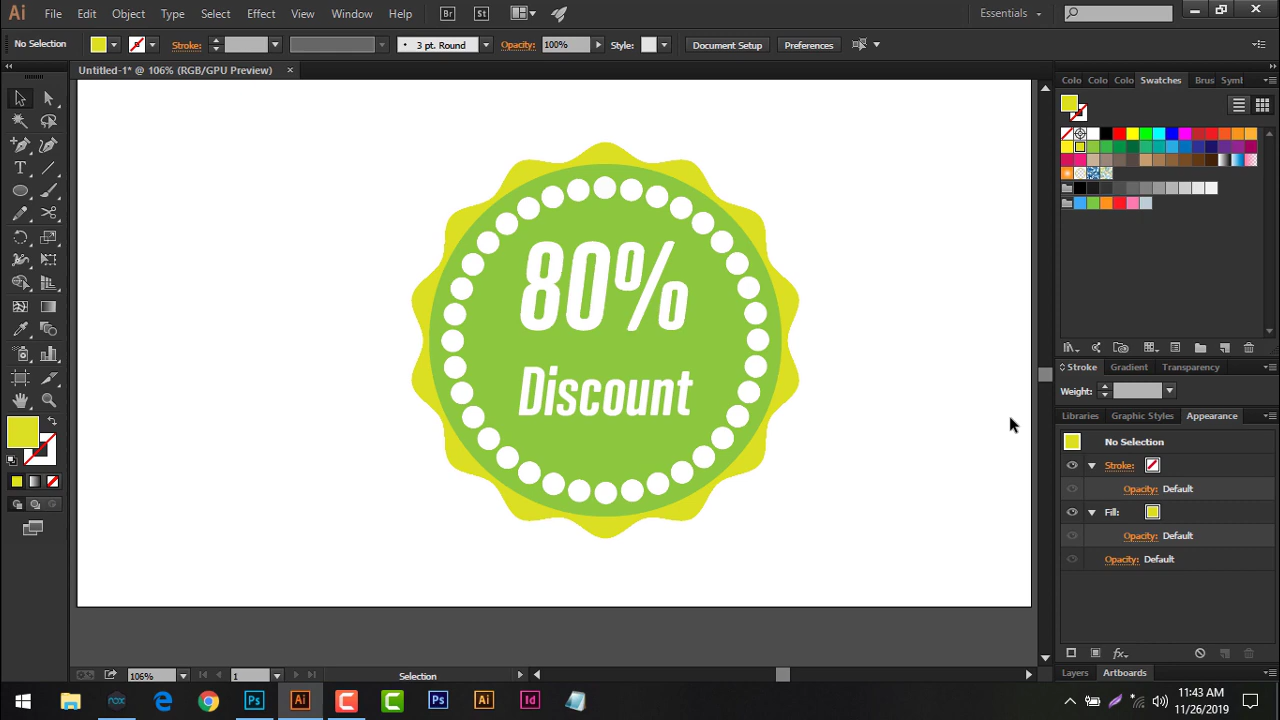 Ai File Edit Object Type Select Effect View Window Help Br St Essentials
No Selection Stroke: 3 pt. Round Opacity: 100% Style: Document Setup Preferences
Untitled-1* @ 106% (RGB/GPU Preview) ×
Colo Colo Colo Swatches Brus Symb
80%
Discount
Stroke Gradient Transparency
Weight:
Libraries Graphic Styles Appearance
No Selection
Stroke:
Opacity: Default
Fill:
Opacity: Default
Opacity: Default
fx
Layers Artboards
106% 1 Selection
Ps Ai Ps Ai Id
11:43 AM
11/26/2019